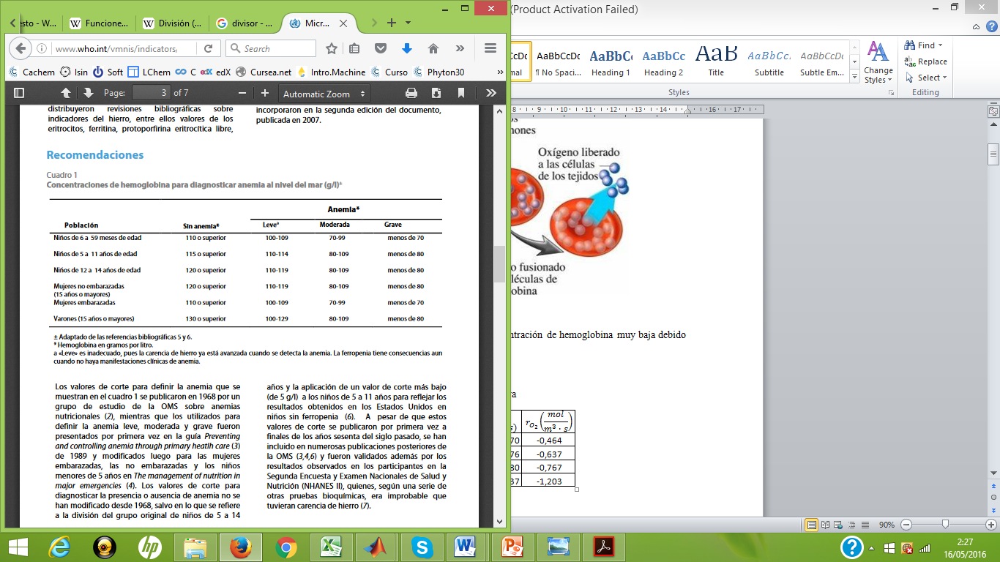 esto - W...
Funcione...
División (...
divisor - ...
Micr...
(Product Activation Failed)
www.who.int/vmnis/indicators/
Search
Cachem
Isin
Soft
LChem
C
edX
Cursea.net
Intro.Machine
Curso
Phyton30
Page: 3 of 7
Automatic Zoom
distribuyeron revisiones bibliográficas sobre
indicadores del hierro, entre ellos valores de los
eritrocitos, ferritina, protoporfirina eritrocítica libre,
incorporaron en la segunda edición del documento,
publicada en 2007.
Recomendaciones
Cuadro 1
Concentraciones de hemoglobina para diagnosticar anemia al nivel del mar (g/l)±
Anemia*
Población Sin anemia* Leveª Moderada Grave
Niños de 6 a 59 meses de edad 110 o superior 100-109 70-99 menos de 70
Niños de 5 a 11 años de edad 115 o superior 110-114 80-109 menos de 80
Niños de 12 a 14 años de edad 120 o superior 110-119 80-109 menos de 80
Mujeres no embarazadas 120 o superior 110-119 80-109 menos de 80
(15 años o mayores)
Mujeres embarazadas 110 o superior 100-109 70-99 menos de 70
Varones (15 años o mayores) 130 o superior 100-129 80-109 menos de 80
± Adaptado de las referencias bibliográficas 5 y 6.
* Hemoglobina en gramos por litro.
a «Leve» es inadecuado, pues la carencia de hierro ya está avanzada cuando se detecta la anemia. La ferropenia tiene consecuencias aun
cuando no haya manifestaciones clínicas de anemia.
Los valores de corte para definir la anemia que se
muestran en el cuadro 1 se publicaron en 1968 por un
grupo de estudio de la OMS sobre anemias
nutricionales (2), mientras que los utilizados para
definir la anemia leve, moderada y grave fueron
presentados por primera vez en la guía Preventing
and controlling anemia through primary heatlh care (3)
de 1989 y modificados luego para las mujeres
embarazadas, las no embarazadas y los niños
menores de 5 años en The management of nutrition in
major emergencies (4). Los valores de corte para
diagnosticar la presencia o ausencia de anemia no se
han modificado desde 1968, salvo en lo que se refiere
a la división del grupo original de niños de 5 a 14
años y la aplicación de un valor de corte más bajo
(de 5 g/l) a los niños de 5 a 11 años para reflejar los
resultados obtenidos en los Estados Unidos en
niños sin ferropenia (6). A pesar de que estos
valores de corte se publicaron por primera vez a
finales de los años sesenta del siglo pasado, se han
incluido en numerosas publicaciones posteriores de
la OMS (3,4,6) y fueron validados además por los
resultados observados en los participantes en la
Segunda Encuesta y Examen Nacionales de Salud y
Nutrición (NHANES II), quienes, según una serie de
otras pruebas bioquímicas, era improbable que
tuvieran carencia de hierro (7).
CcDc AaBbCcDc AaBbCc AaBbCc AaB AaBbCc. AaBbCcDc
mal ¶ No Spaci... Heading 1 Heading 2 Title Subtitle Subtle Em...
Change
Styles
Find
Replace
Select
Styles
Editing
8 9 10 11 12 13 14 16 17
os
nones
Oxígeno liberado
a las células
de los tejidos
o fusionado
léculas de
obina
ntración de hemoglobina muy baja debido
va
s) rO2 (mol/m³·s)
70 -0,464
76 -0,637
80 -0,767
37 -1,203
90%
2:27
16/05/2016